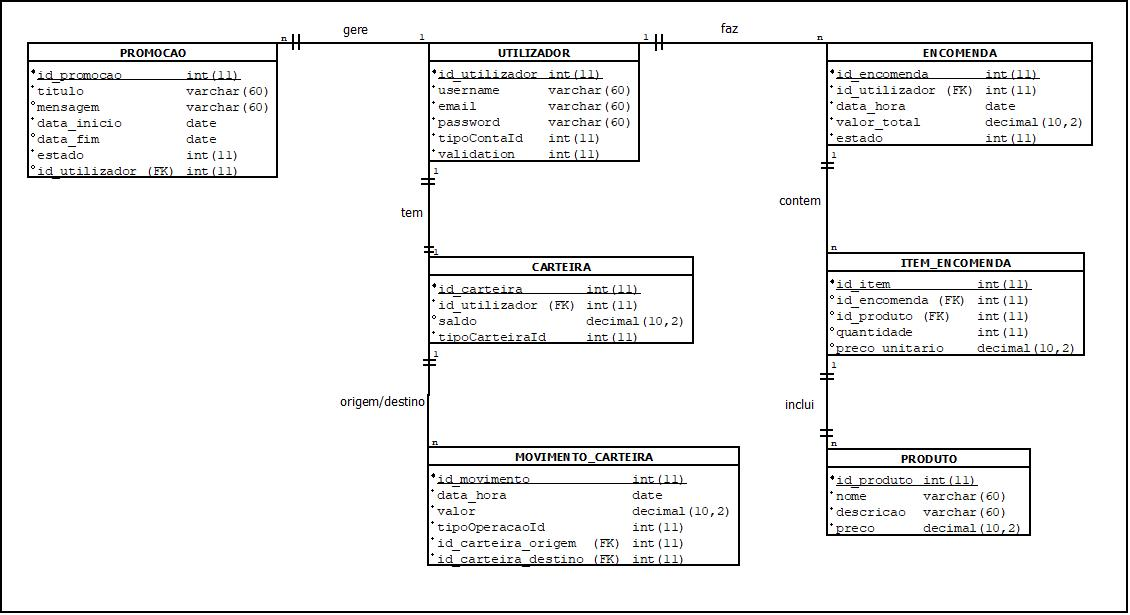 gere
faz
n
1
1
n
PROMOCAO
id_promocao int(11)
titulo varchar(60)
mensagem varchar(60)
data_inicio date
data_fim date
estado int(11)
id_utilizador (FK) int(11)
UTILIZADOR
id_utilizador int(11)
username varchar(60)
email varchar(60)
password varchar(60)
tipoContaId int(11)
validation int(11)
ENCOMENDA
id_encomenda int(11)
id_utilizador (FK) int(11)
data_hora date
valor_total decimal(10,2)
estado int(11)
1
tem
1
1
contem
n
CARTEIRA
id_carteira int(11)
id_utilizador (FK) int(11)
saldo decimal(10,2)
tipoCarteiraId int(11)
ITEM_ENCOMENDA
id_item int(11)
id_encomenda (FK) int(11)
id_produto (FK) int(11)
quantidade int(11)
preco_unitario decimal(10,2)
1
origem/destino
n
1
inclui
n
MOVIMENTO_CARTEIRA
id_movimento int(11)
data_hora date
valor decimal(10,2)
tipoOperacaoId int(11)
id_carteira_origem (FK) int(11)
id_carteira_destino (FK) int(11)
PRODUTO
id_produto int(11)
nome varchar(60)
descricao varchar(60)
preco decimal(10,2)